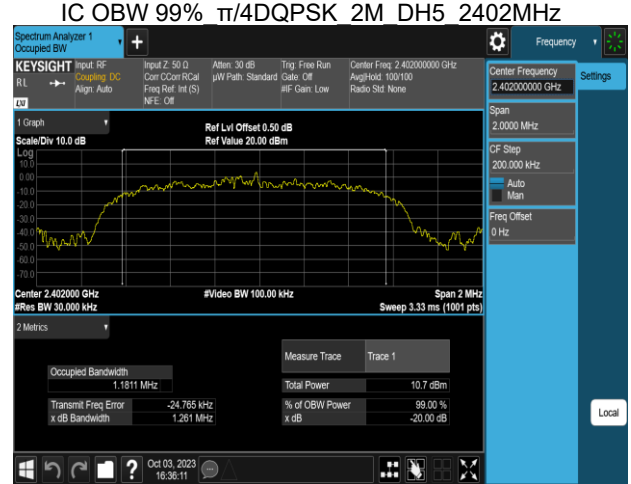 IC OBW 99%_π/4DQPSK_2M_DH5_2402MHz
Spectrum Analyzer 1
Occupied BW
Frequency
KEYSIGHT
RL
LXI
Input: RF
Coupling: DC
Align: Auto
Input Z: 50 Ω
Corr CCorr RCal
Freq Ref: Int (S)
NFE: Off
Atten: 30 dB
µW Path: Standard
Trig: Free Run
Gate: Off
#IF Gain: Low
Center Freq: 2.402000000 GHz
Avg|Hold: 100/100
Radio Std: None
Center Frequency
2.402000000 GHz
Settings
Span
2.0000 MHz
CF Step
200.000 kHz
Auto
Man
Freq Offset
0 Hz
Local
1 Graph
Scale/Div 10.0 dB
Ref Lvl Offset 0.50 dB
Ref Value 20.00 dBm
Log
10.0
0.00
-10.0
-20.0
-30.0
-40.0
-50.0
-60.0
-70.0
Center 2.402000 GHz
#Res BW 30.000 kHz
#Video BW 100.00 kHz
Span 2 MHz
Sweep 3.33 ms (1001 pts)
2 Metrics
Measure Trace Trace 1
Occupied Bandwidth
1.1811 MHz
Total Power 10.7 dBm
Transmit Freq Error -24.765 kHz
% of OBW Power 99.00 %
x dB Bandwidth 1.261 MHz
x dB -20.00 dB
Oct 03, 2023
16:36:11